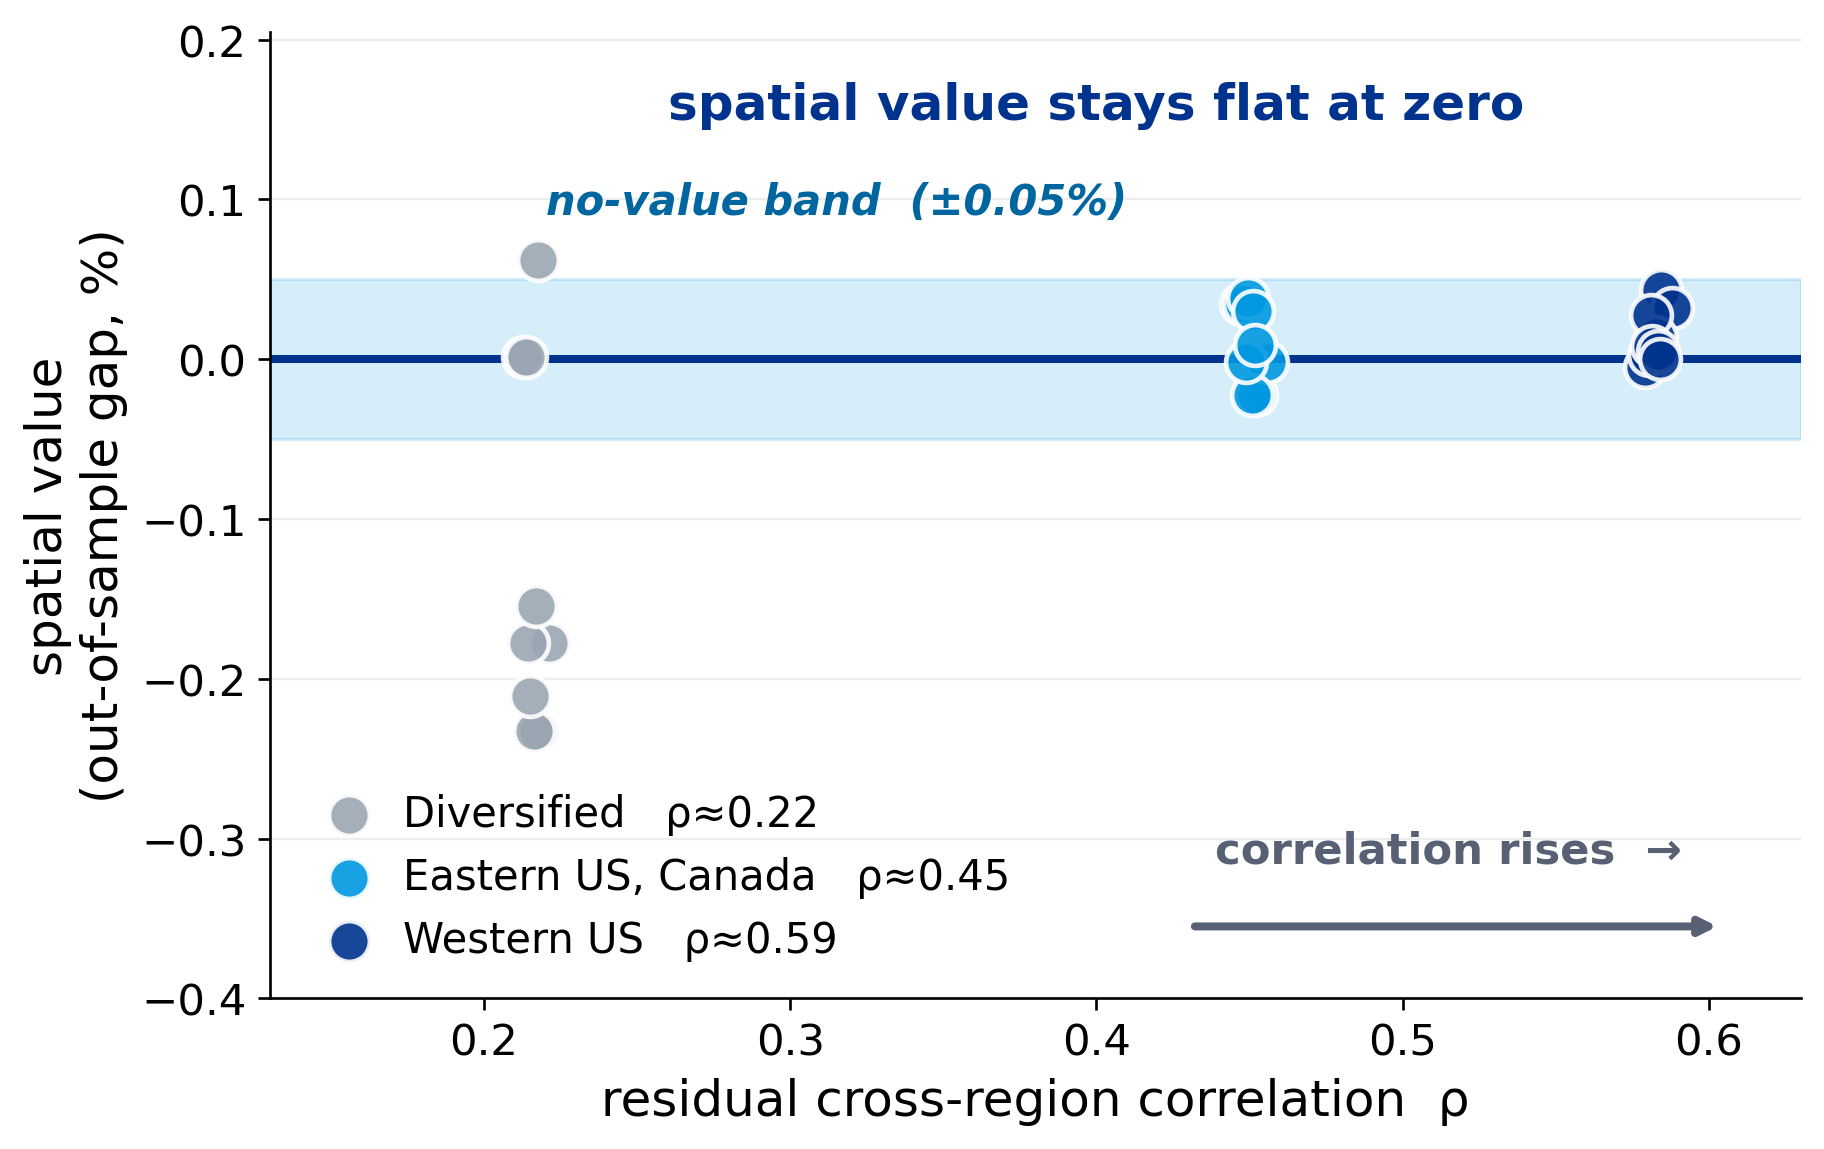 spatial value stays flat at zero
no-value band (±0.05%)
0.2
0.1
0.0
−0.1
−0.2
−0.3
−0.4
spatial value
(out-of-sample gap, %)
Diversified ρ≈0.22
Eastern US, Canada ρ≈0.45
Western US ρ≈0.59
correlation rises →
0.2 0.3 0.4 0.5 0.6
residual cross-region correlation ρ